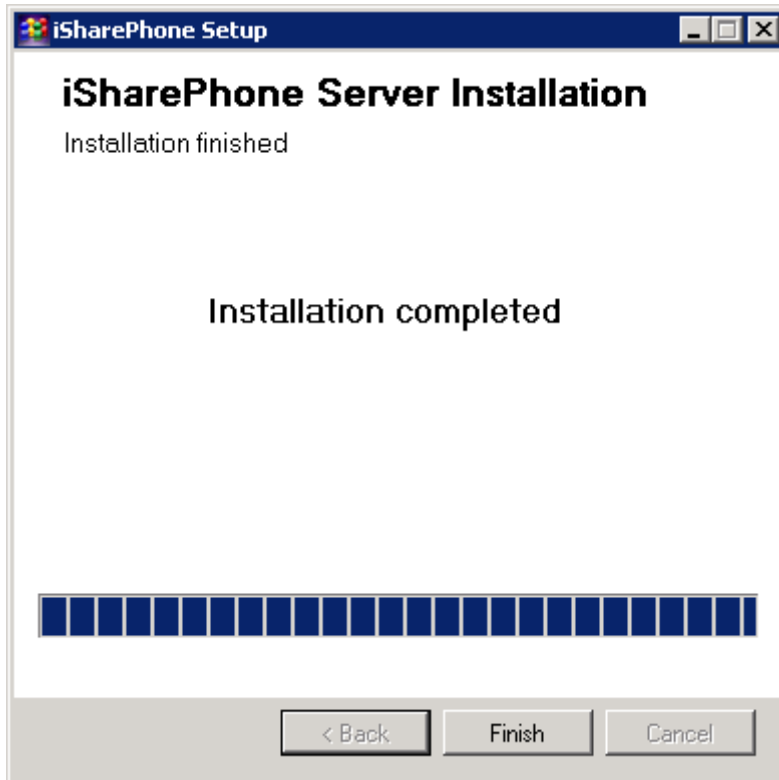 iSharePhone Setup
iSharePhone Server Installation
Installation finished
Installation completed
< Back Finish Cancel